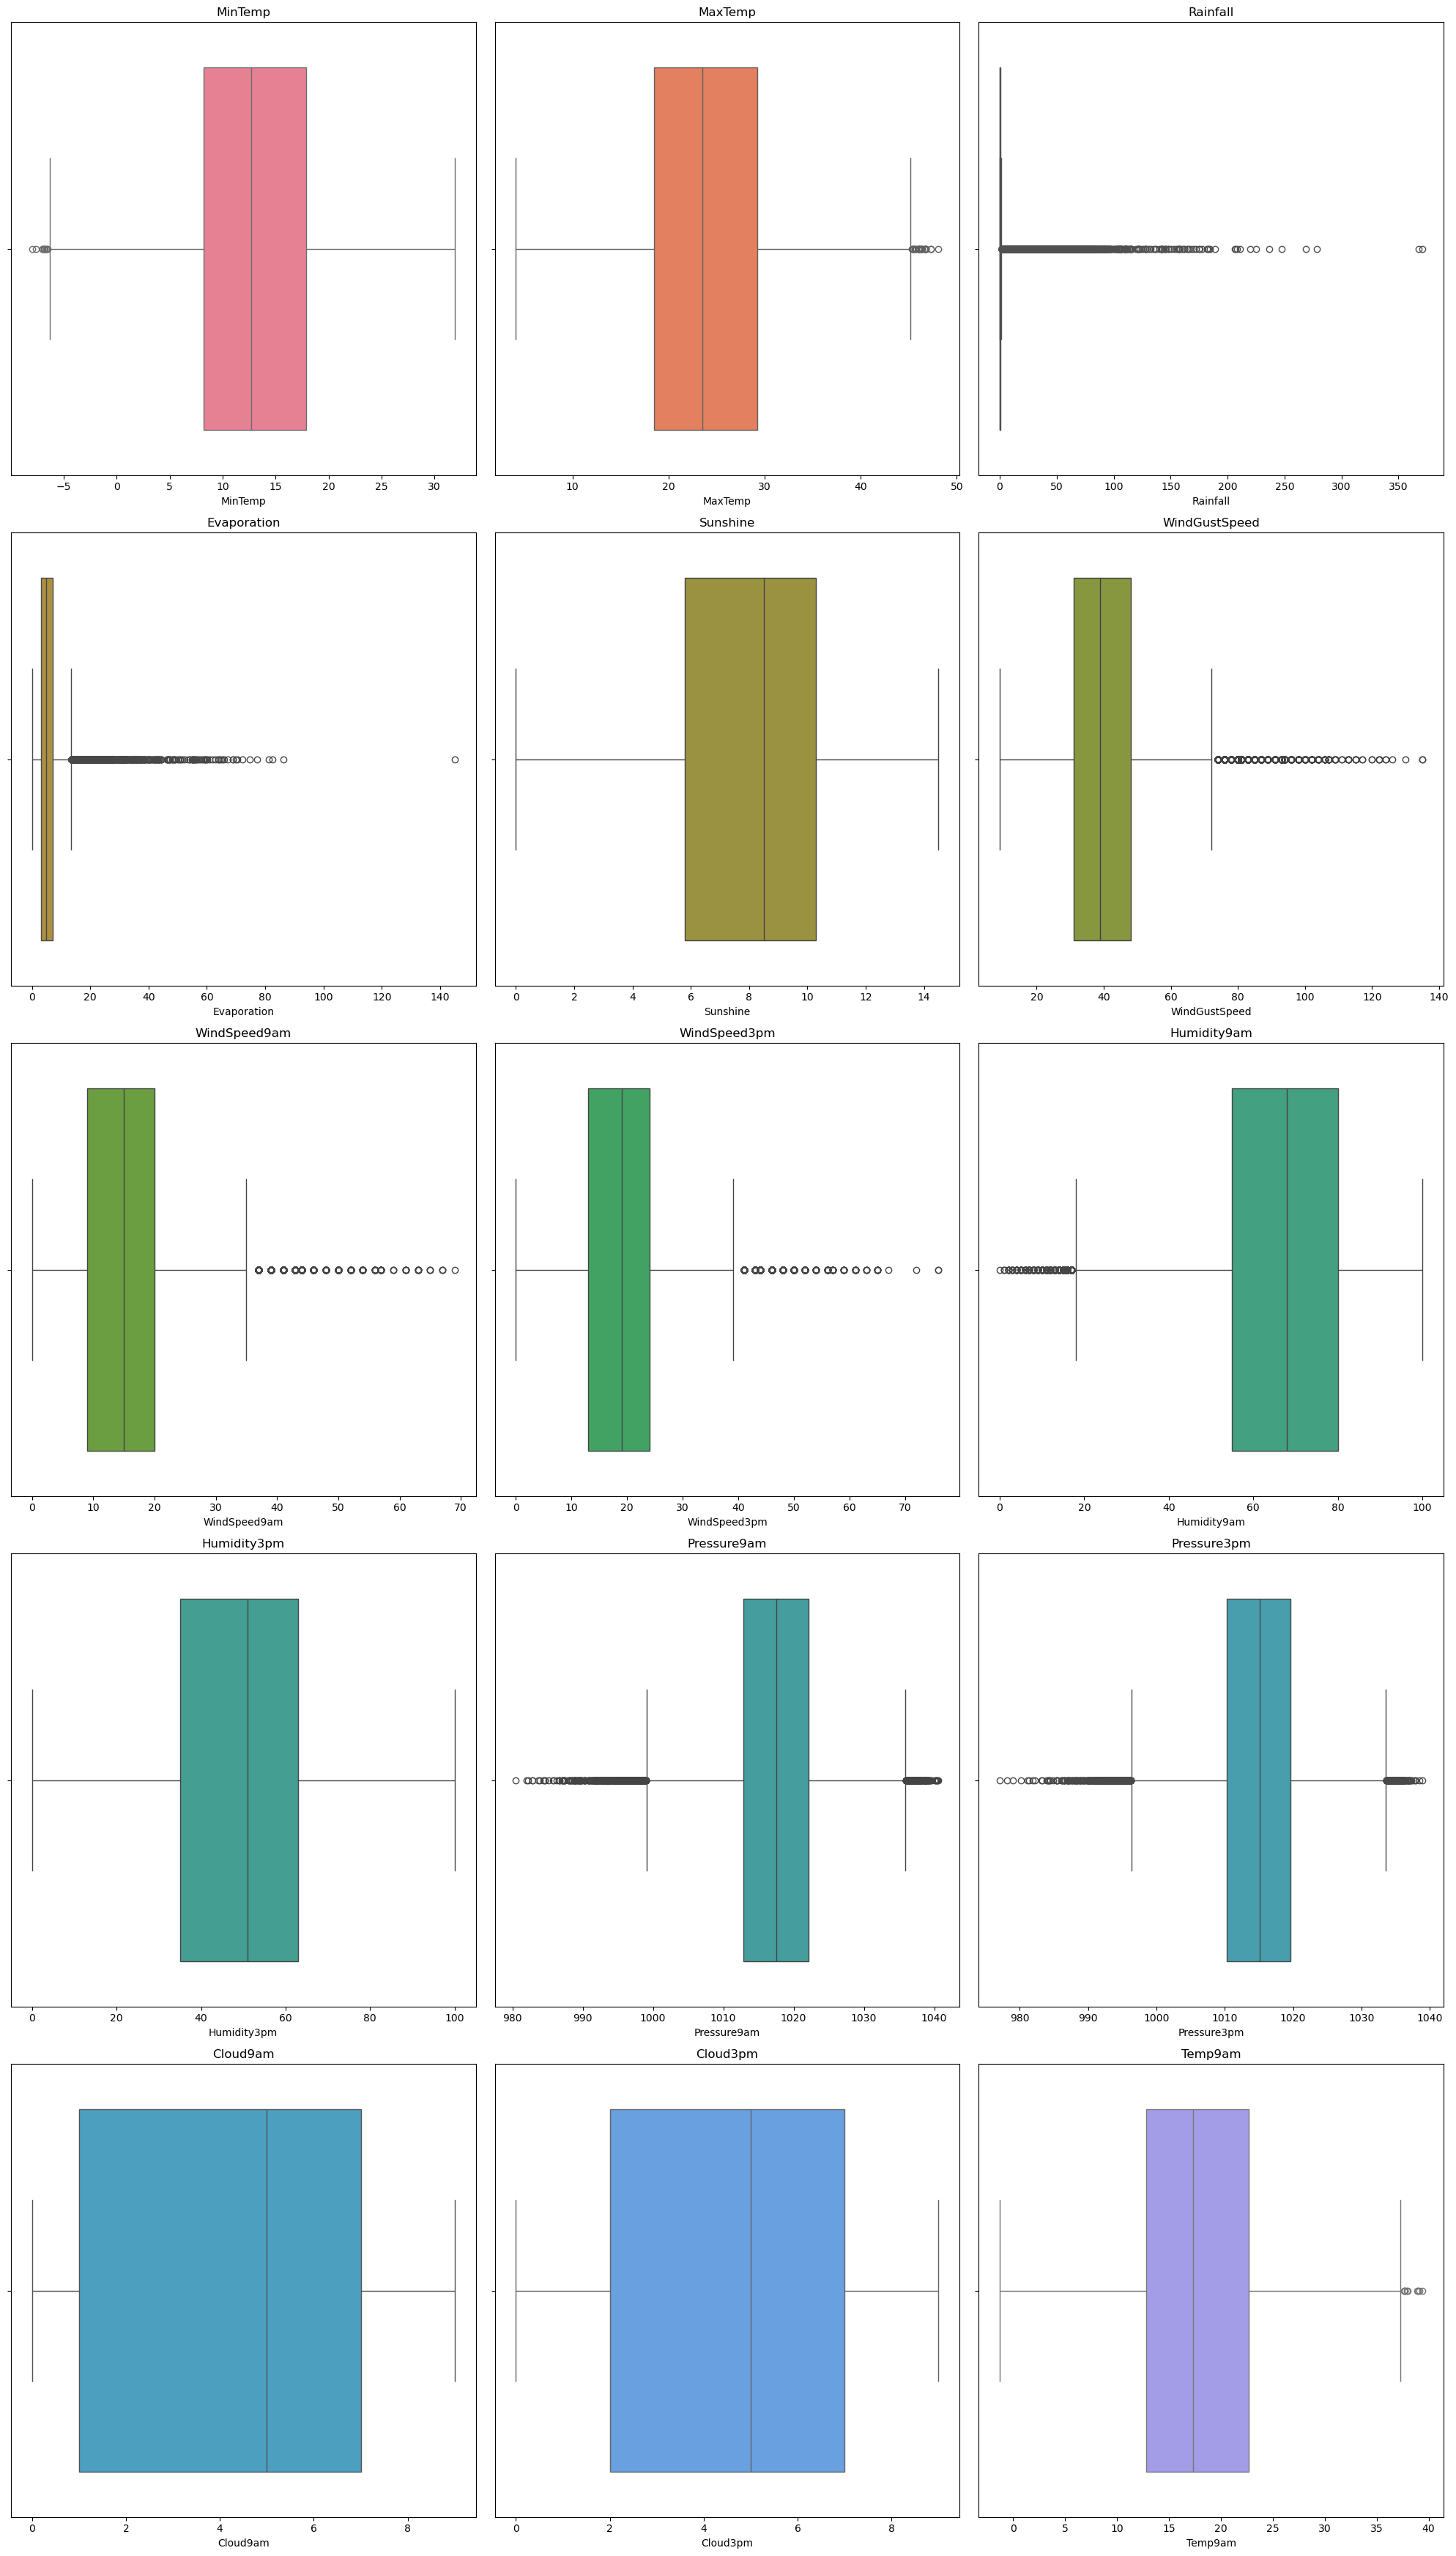 MinTemp
−5 0 5 10 15 20 25 30
MinTemp
MaxTemp
10 20 30 40 50
MaxTemp
Rainfall
0 50 100 150 200 250 300 350
Rainfall
Evaporation
0 20 40 60 80 100 120 140
Evaporation
Sunshine
0 2 4 6 8 10 12 14
Sunshine
WindGustSpeed
20 40 60 80 100 120 140
WindGustSpeed
WindSpeed9am
0 10 20 30 40 50 60 70
WindSpeed9am
WindSpeed3pm
0 10 20 30 40 50 60 70
WindSpeed3pm
Humidity9am
0 20 40 60 80 100
Humidity9am
Humidity3pm
0 20 40 60 80 100
Humidity3pm
Pressure9am
980 990 1000 1010 1020 1030 1040
Pressure9am
Pressure3pm
980 990 1000 1010 1020 1030 1040
Pressure3pm
Cloud9am
0 2 4 6 8
Cloud9am
Cloud3pm
0 2 4 6 8
Cloud3pm
Temp9am
0 5 10 15 20 25 30 35 40
Temp9am